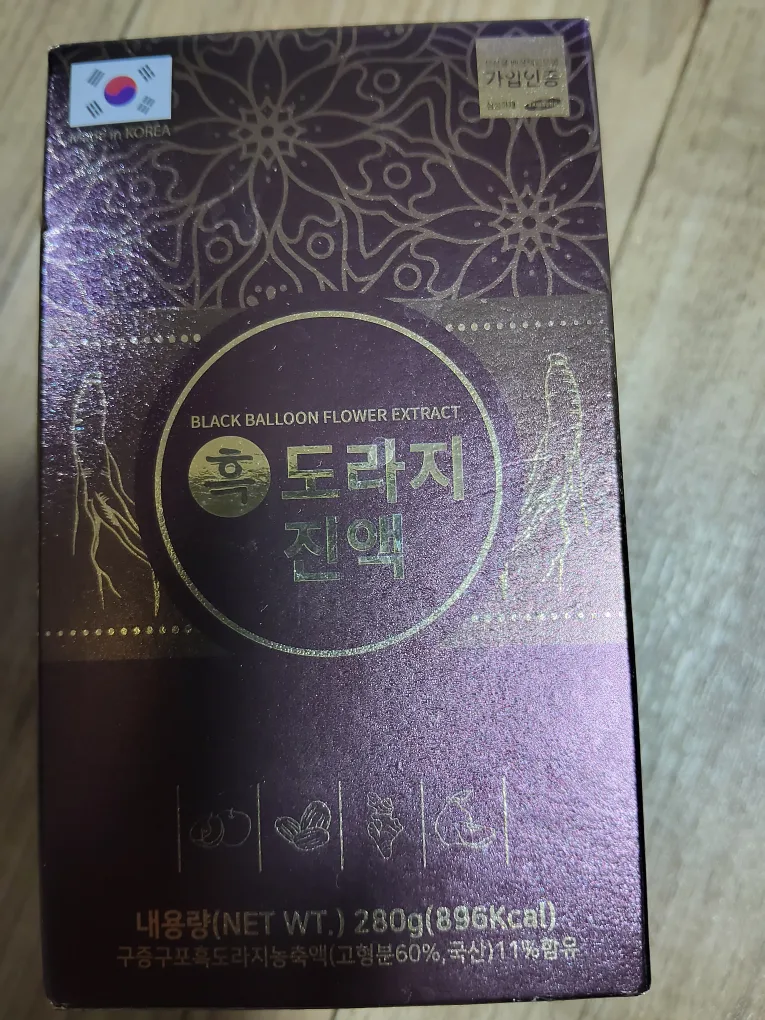 가입인증
Made in KOREA
BLACK BALLOON FLOWER EXTRACT
흑도라지
진액
내용량(NET WT.) 280g(896Kcal)
구증구포흑도라지농축액(고형분60%,국산)11%함유